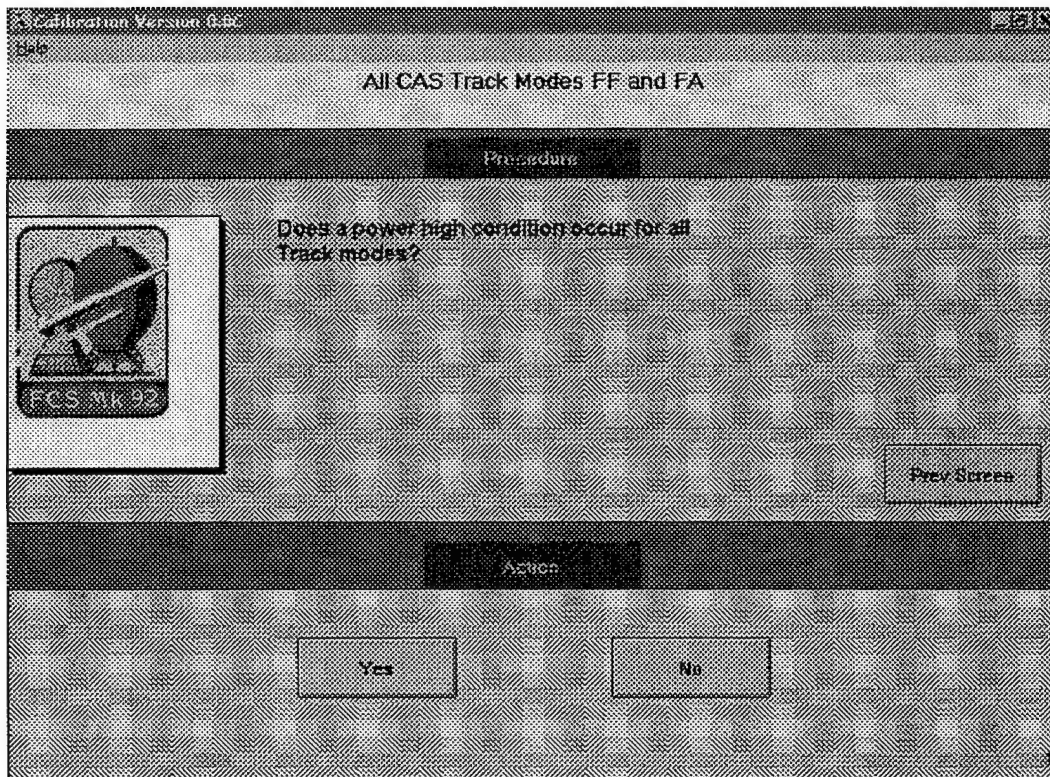 Calibration Version 0.0C
Help
All CAS Track Modes FF and FA
Procedure
Does a power high condition occur for all
Track modes?
FCS Mk 92
Prev Screen
Action
Yes
No